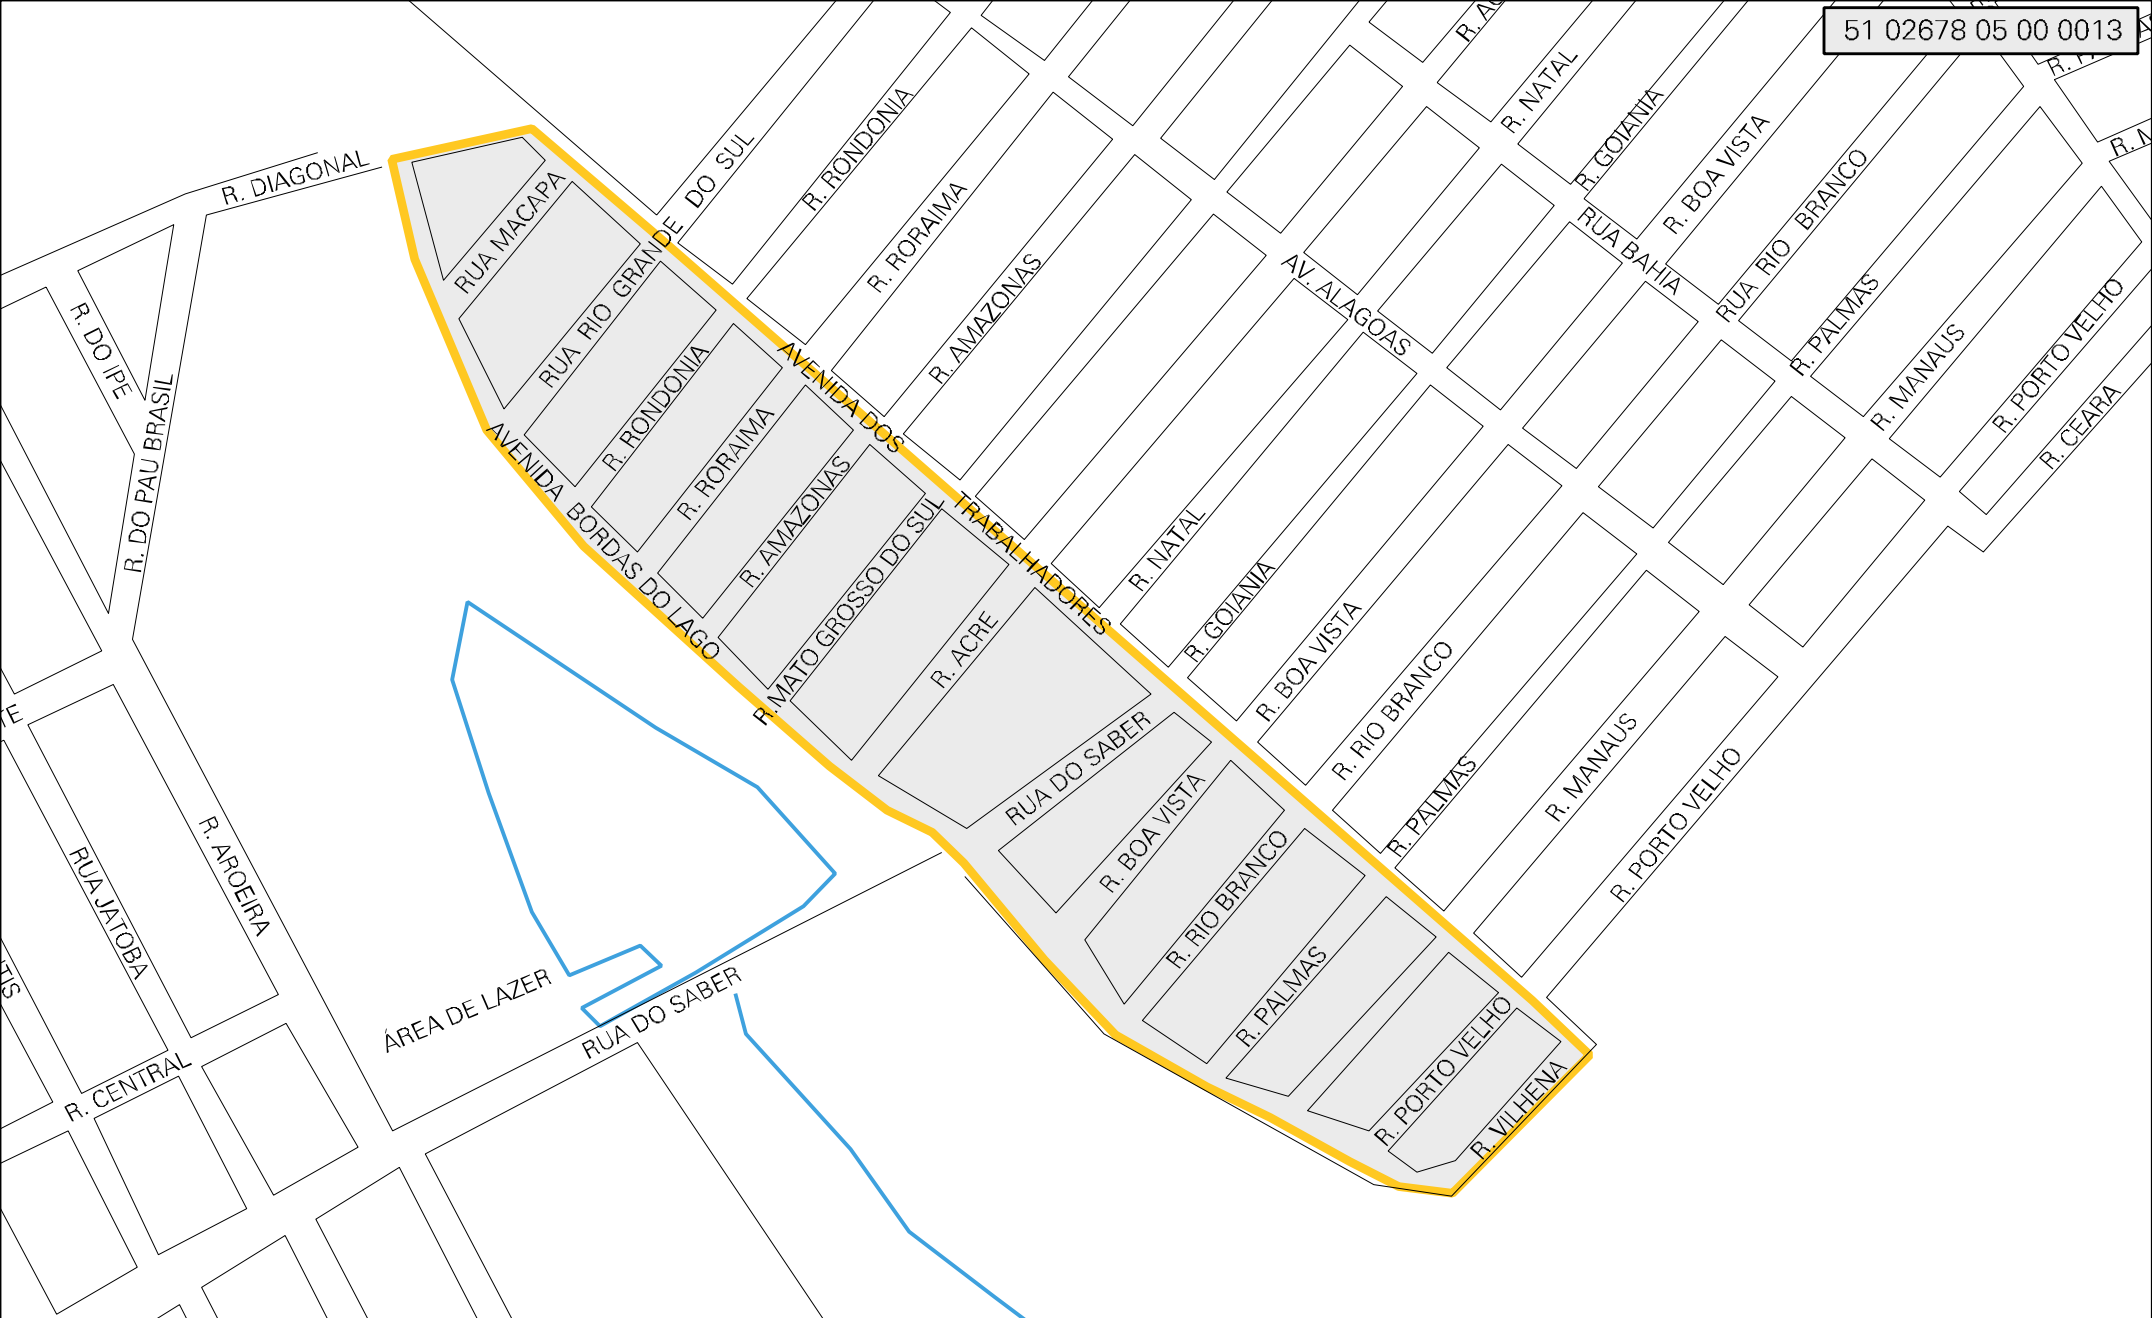 51 02678 05 00 0013
R. NATAL
R. GOIANIA
R. BOA VISTA
RUA RIO BRANCO
R. PALMAS
R. MANAUS
R. PORTO VELHO
R. CEARA
RUA BAHIA
AV. ALAGOAS
R. DIAGONAL
RUA MACAPA
RUA RIO GRANDE DO SUL
R. RONDONIA
R. RORAIMA
R. AMAZONAS
R. DO IPE
R. DO PAU BRASIL
RUA RIO GRANDE
R. RONDONIA
R. RORAIMA
R. AMAZONAS
R. MATO GROSSO DO SUL
R. ACRE
AVENIDA DOS TRABALHADORES
AVENIDA BORDAS DO LAGO
R. NATAL
R. GOIANIA
R. BOA VISTA
R. RIO BRANCO
R. PALMAS
R. MANAUS
R. PORTO VELHO
RUA DO SABER
R. BOA VISTA
R. RIO BRANCO
R. PALMAS
R. PORTO VELHO
R. VILHENA
R. AROEIRA
RUA JATOBA
R. CENTRAL
ÁREA DE LAZER
RUA DO SABER